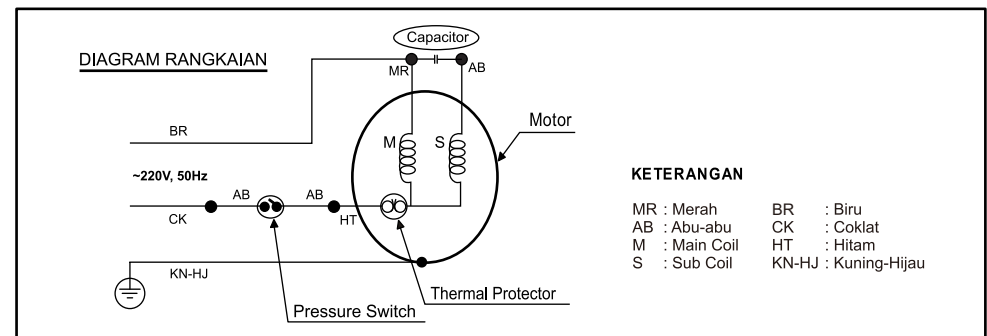 DIAGRAM RANGKAIAN
Capacitor
MR
AB
Motor
BR
M
S
~220V, 50Hz
AB
AB
CK
HT
KN-HJ
Thermal Protector
Pressure Switch
KETERANGAN
MR : Merah BR : Biru
AB : Abu-abu CK : Coklat
M : Main Coil HT : Hitam
S : Sub Coil KN-HJ : Kuning-Hijau